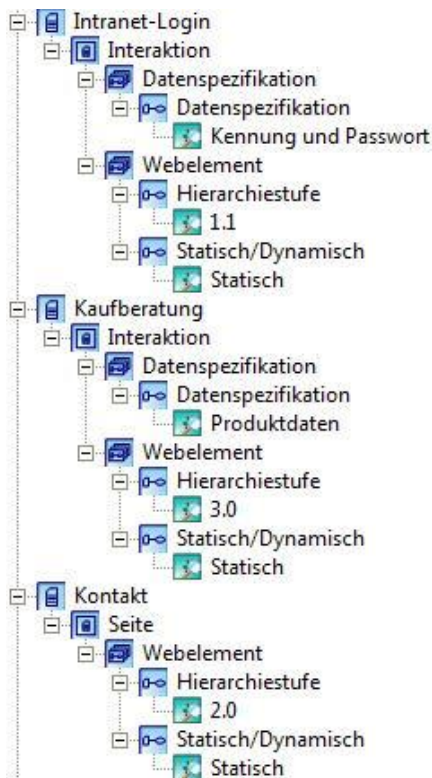 Intranet-Login
Interaktion
Datenspezifikation
Datenspezifikation
Kennung und Passwort
Webelement
Hierarchiestufe
1.1
Statisch/Dynamisch
Statisch
Kaufberatung
Interaktion
Datenspezifikation
Datenspezifikation
Produktdaten
Webelement
Hierarchiestufe
3.0
Statisch/Dynamisch
Statisch
Kontakt
Seite
Webelement
Hierarchiestufe
2.0
Statisch/Dynamisch
Statisch